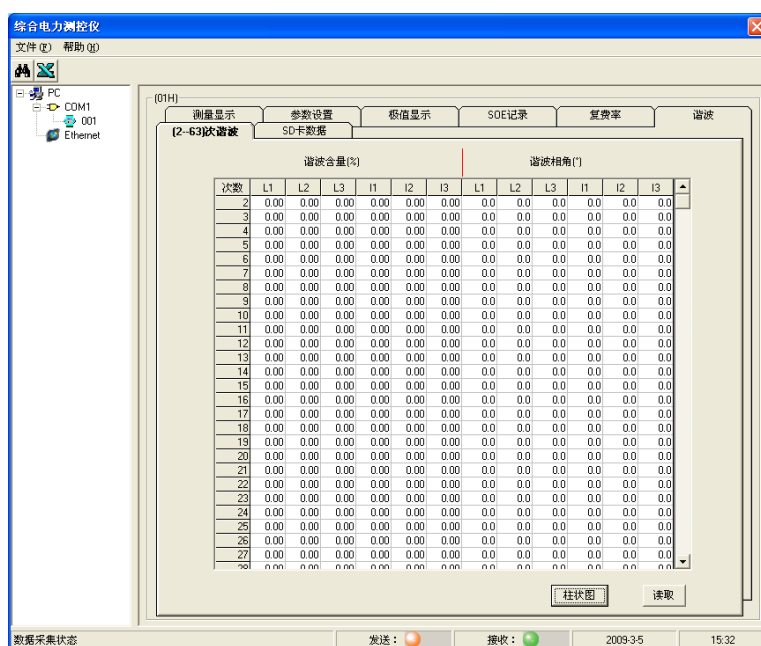 综合电力测控仪
文件(F) 帮助(H)
PC
COM1
001
Ethernet
(01H)
测量显示 参数设置 极值显示 SOE记录 复费率 谐波
(2--63)次谐波 SD卡数据
谐波含量(%) 谐波相角(°)
次数 L1 L2 L3 I1 I2 I3 L1 L2 L3 I1 I2 I3
2 0.00 0.00 0.00 0.00 0.00 0.00 0.0 0.0 0.0 0.0 0.0 0.0
3 0.00 0.00 0.00 0.00 0.00 0.00 0.0 0.0 0.0 0.0 0.0 0.0
4 0.00 0.00 0.00 0.00 0.00 0.00 0.0 0.0 0.0 0.0 0.0 0.0
5 0.00 0.00 0.00 0.00 0.00 0.00 0.0 0.0 0.0 0.0 0.0 0.0
6 0.00 0.00 0.00 0.00 0.00 0.00 0.0 0.0 0.0 0.0 0.0 0.0
7 0.00 0.00 0.00 0.00 0.00 0.00 0.0 0.0 0.0 0.0 0.0 0.0
8 0.00 0.00 0.00 0.00 0.00 0.00 0.0 0.0 0.0 0.0 0.0 0.0
9 0.00 0.00 0.00 0.00 0.00 0.00 0.0 0.0 0.0 0.0 0.0 0.0
10 0.00 0.00 0.00 0.00 0.00 0.00 0.0 0.0 0.0 0.0 0.0 0.0
11 0.00 0.00 0.00 0.00 0.00 0.00 0.0 0.0 0.0 0.0 0.0 0.0
12 0.00 0.00 0.00 0.00 0.00 0.00 0.0 0.0 0.0 0.0 0.0 0.0
13 0.00 0.00 0.00 0.00 0.00 0.00 0.0 0.0 0.0 0.0 0.0 0.0
14 0.00 0.00 0.00 0.00 0.00 0.00 0.0 0.0 0.0 0.0 0.0 0.0
15 0.00 0.00 0.00 0.00 0.00 0.00 0.0 0.0 0.0 0.0 0.0 0.0
16 0.00 0.00 0.00 0.00 0.00 0.00 0.0 0.0 0.0 0.0 0.0 0.0
17 0.00 0.00 0.00 0.00 0.00 0.00 0.0 0.0 0.0 0.0 0.0 0.0
18 0.00 0.00 0.00 0.00 0.00 0.00 0.0 0.0 0.0 0.0 0.0 0.0
19 0.00 0.00 0.00 0.00 0.00 0.00 0.0 0.0 0.0 0.0 0.0 0.0
20 0.00 0.00 0.00 0.00 0.00 0.00 0.0 0.0 0.0 0.0 0.0 0.0
21 0.00 0.00 0.00 0.00 0.00 0.00 0.0 0.0 0.0 0.0 0.0 0.0
22 0.00 0.00 0.00 0.00 0.00 0.00 0.0 0.0 0.0 0.0 0.0 0.0
23 0.00 0.00 0.00 0.00 0.00 0.00 0.0 0.0 0.0 0.0 0.0 0.0
24 0.00 0.00 0.00 0.00 0.00 0.00 0.0 0.0 0.0 0.0 0.0 0.0
25 0.00 0.00 0.00 0.00 0.00 0.00 0.0 0.0 0.0 0.0 0.0 0.0
26 0.00 0.00 0.00 0.00 0.00 0.00 0.0 0.0 0.0 0.0 0.0 0.0
27 0.00 0.00 0.00 0.00 0.00 0.00 0.0 0.0 0.0 0.0 0.0 0.0
柱状图 读取
数据采集状态 发送： 接收： 2009-3-5 15:32